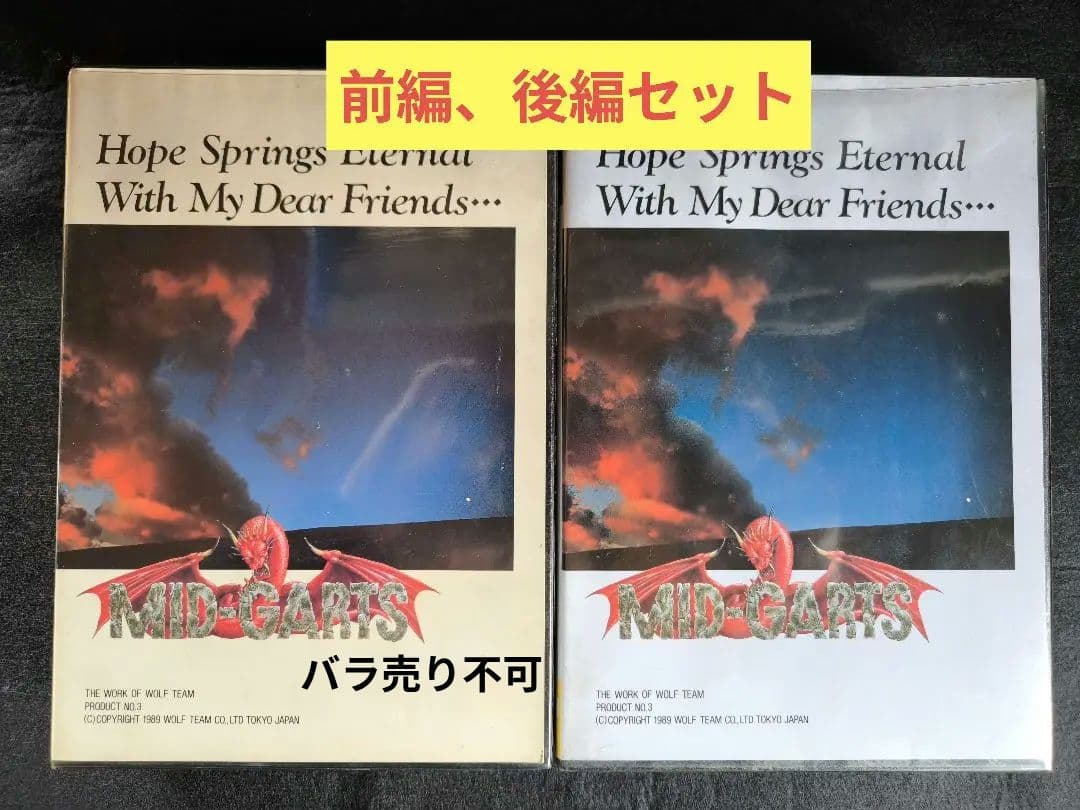 前編、後編セット
Hope Springs Eternal
With My Dear Friends…
MID-GARTS
バラ売り不可
THE WORK OF WOLF TEAM
PRODUCT NO.3
(C)COPYRIGHT 1989 WOLF TEAM CO.,LTD TOKYO JAPAN
Hope Springs Eternal
With My Dear Friends…
MID-GARTS
THE WORK OF WOLF TEAM
PRODUCT NO.3
(C)COPYRIGHT 1989 WOLF TEAM CO.,LTD TOKYO JAPAN